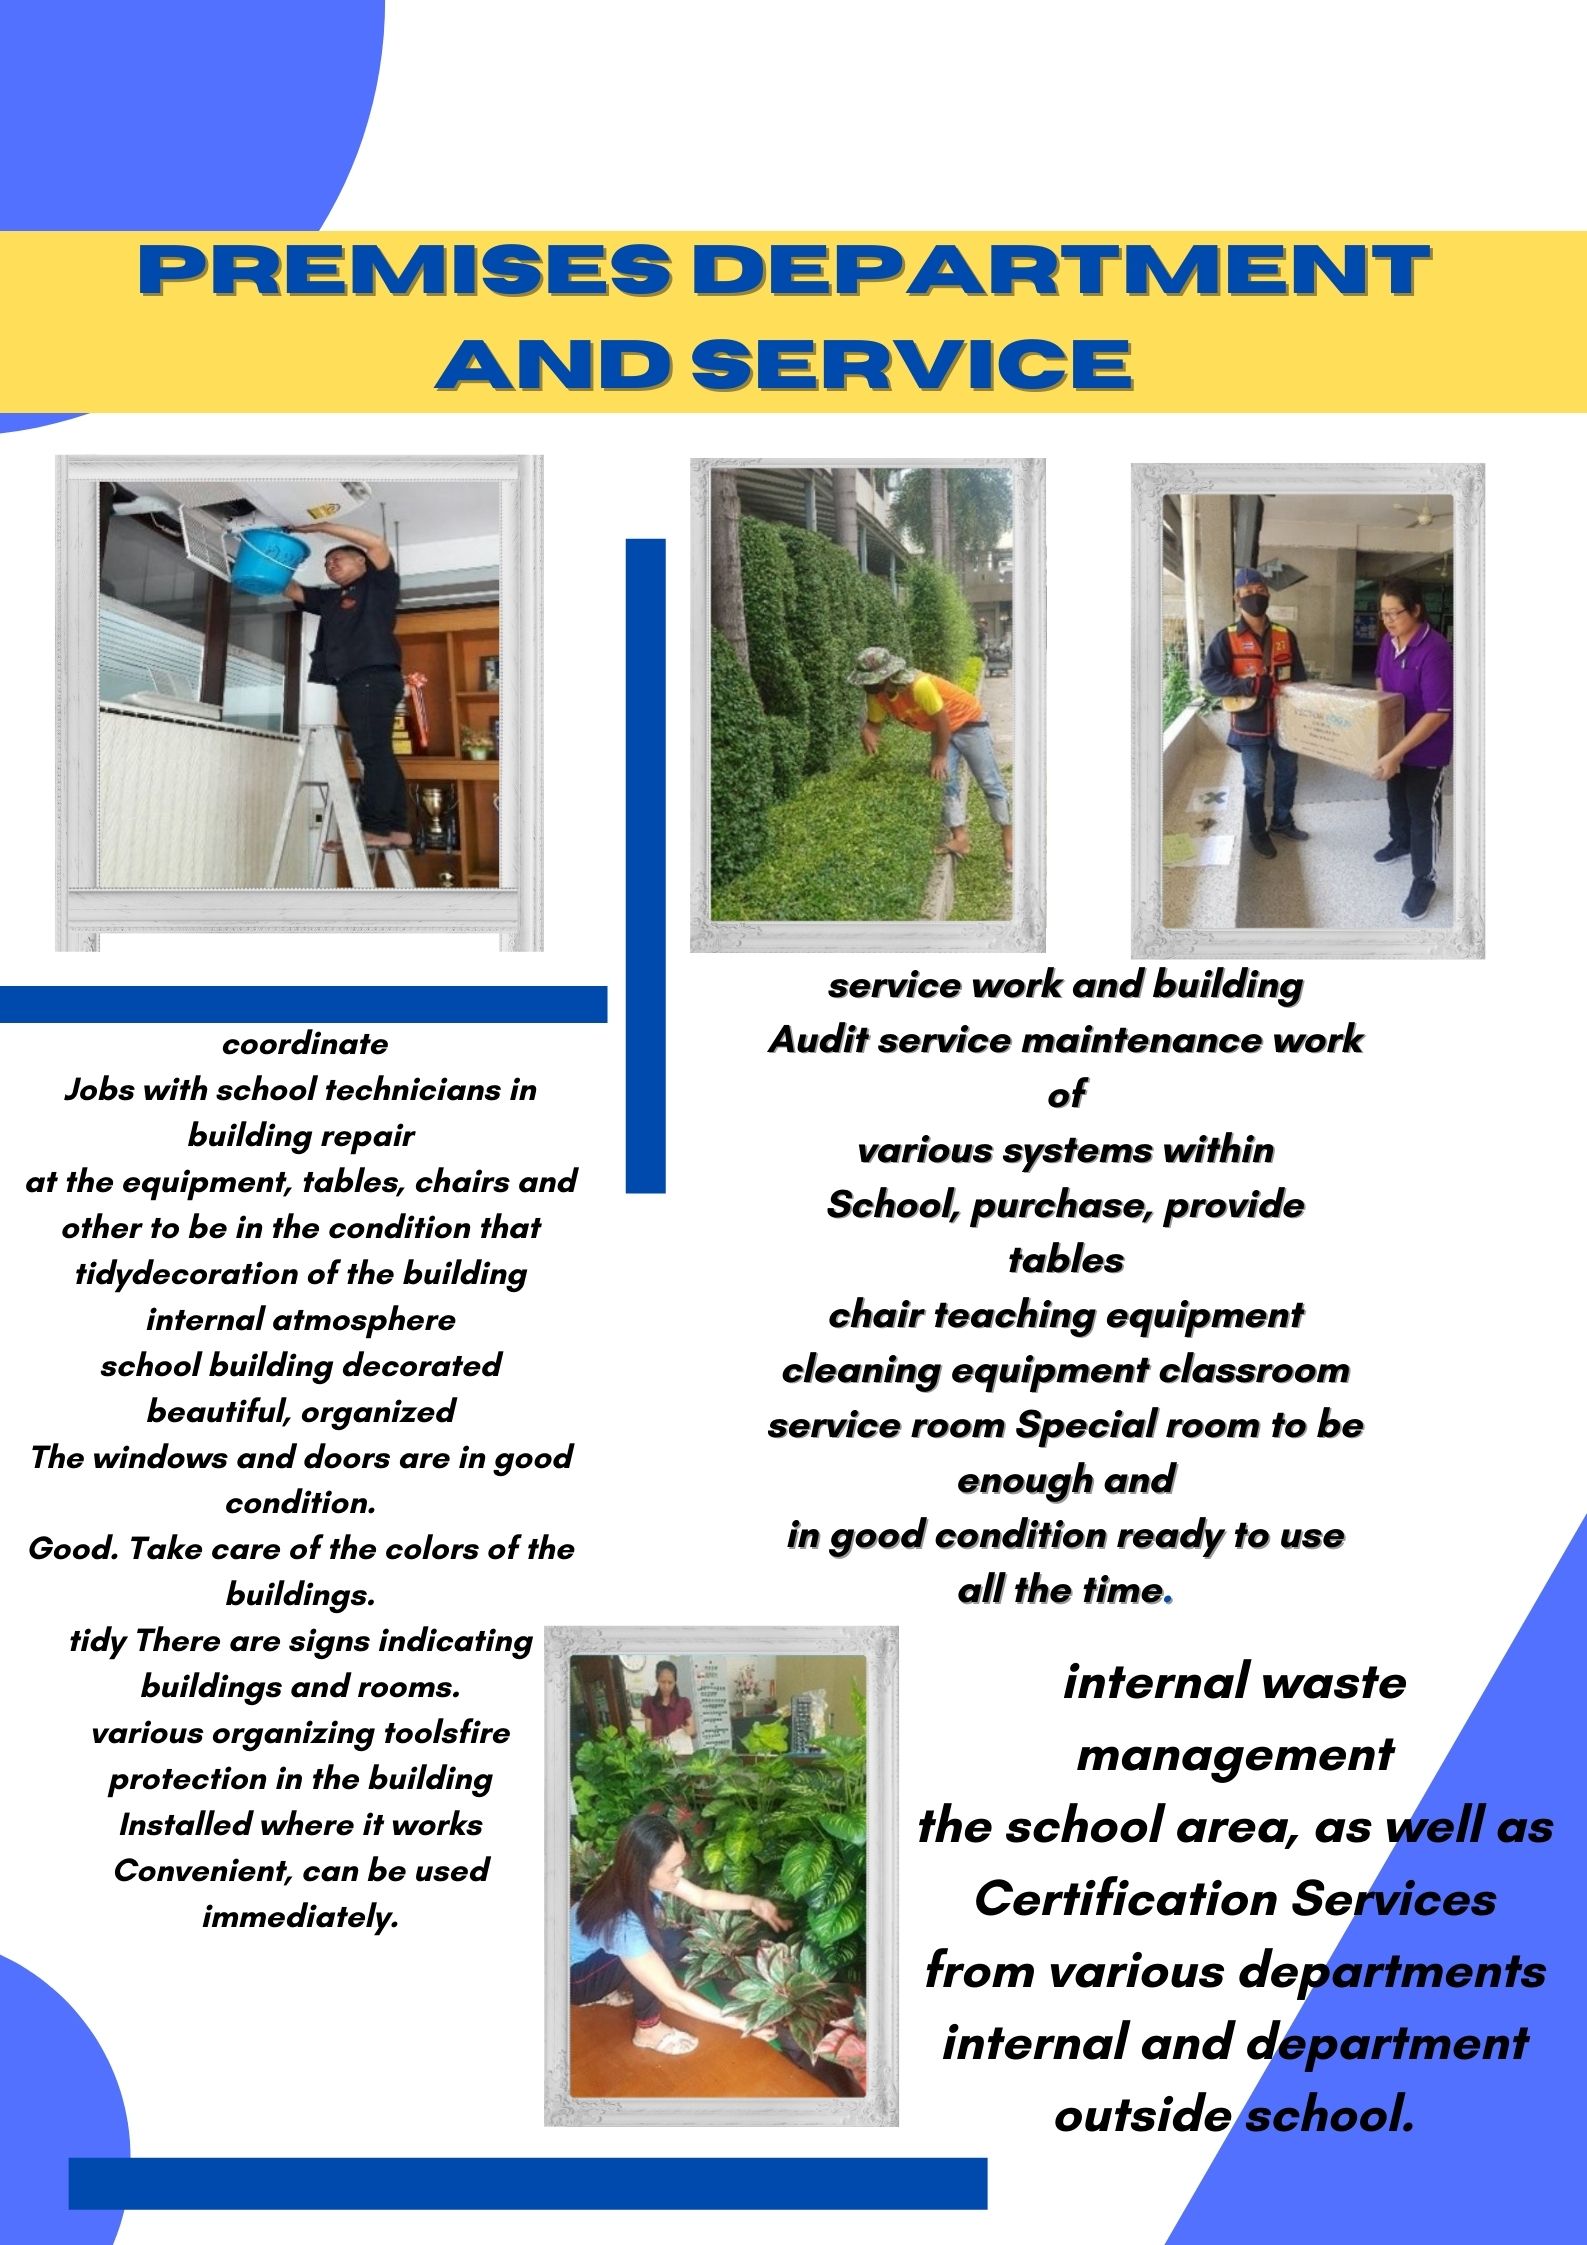 PREMISES DEPARTMENT
AND SERVICE
coordinate
Jobs with school technicians in
building repair
at the equipment, tables, chairs and
other to be in the condition that
tidydecoration of the building
internal atmosphere
school building decorated
beautiful, organized
The windows and doors are in good
condition.
Good. Take care of the colors of the
buildings.
tidy There are signs indicating
buildings and rooms.
various organizing toolsfire
protection in the building
Installed where it works
Convenient, can be used
immediately.
service work and building
Audit service maintenance work
of
various systems within
School, purchase, provide
tables
chair teaching equipment
cleaning equipment classroom
service room Special room to be
enough and
in good condition ready to use
all the time.
internal waste
management
the school area, as well as
Certification Services
from various departments
internal and department
outside school.